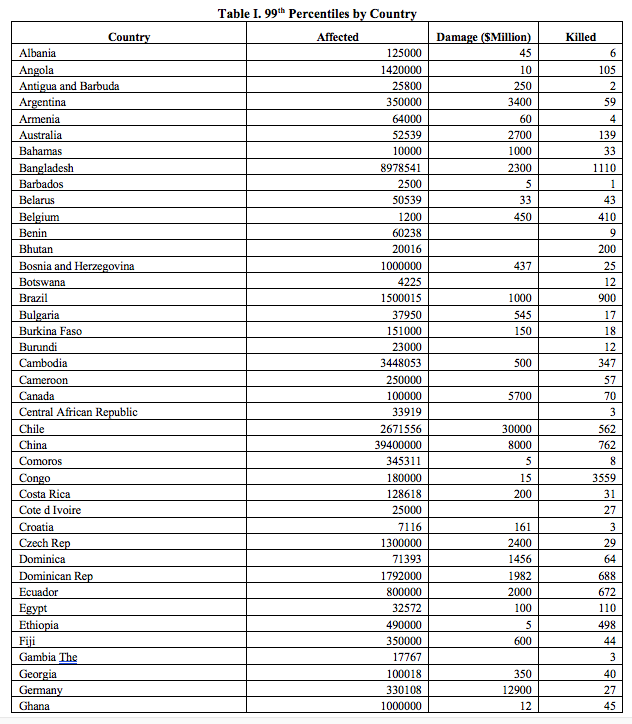 Table I. 99th Percentiles by Country
Country Affected Damage ($Million) Killed
Albania 125000 45 6
Angola 1420000 10 105
Antigua and Barbuda 25800 250 2
Argentina 350000 3400 59
Armenia 64000 60 4
Australia 52539 2700 139
Bahamas 10000 1000 33
Bangladesh 8978541 2300 1110
Barbados 2500 5 1
Belarus 50539 33 43
Belgium 1200 450 410
Benin 60238 9
Bhutan 20016 200
Bosnia and Herzegovina 1000000 437 25
Botswana 4225 12
Brazil 1500015 1000 900
Bulgaria 37950 545 17
Burkina Faso 151000 150 18
Burundi 23000 12
Cambodia 3448053 500 347
Cameroon 250000 57
Canada 100000 5700 70
Central African Republic 33919 3
Chile 2671556 30000 562
China 39400000 8000 762
Comoros 345311 5 8
Congo 180000 15 3559
Costa Rica 128618 200 31
Cote d Ivoire 25000 27
Croatia 7116 161 3
Czech Rep 1300000 2400 29
Dominica 71393 1456 64
Dominican Rep 1792000 1982 688
Ecuador 800000 2000 672
Egypt 32572 100 110
Ethiopia 490000 5 498
Fiji 350000 600 44
Gambia The 17767 3
Georgia 100018 350 40
Germany 330108 12900 27
Ghana 1000000 12 45